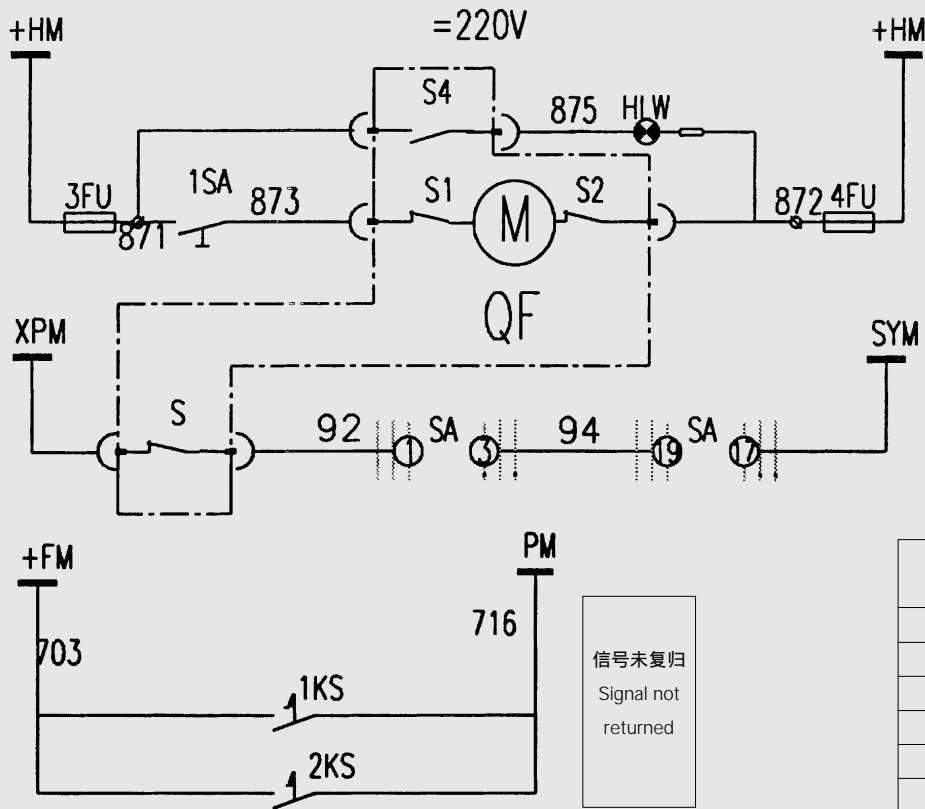 +HM =220V +HM
S4 875 HLW
3FU 1SA 873 S1 M S2 872 4FU
871
QF
XPM SYM
S 92 1 SA 3 94 19 SA 17
+FM PM
703 716
信号未复归
Signal not
returned
1KS
2KS